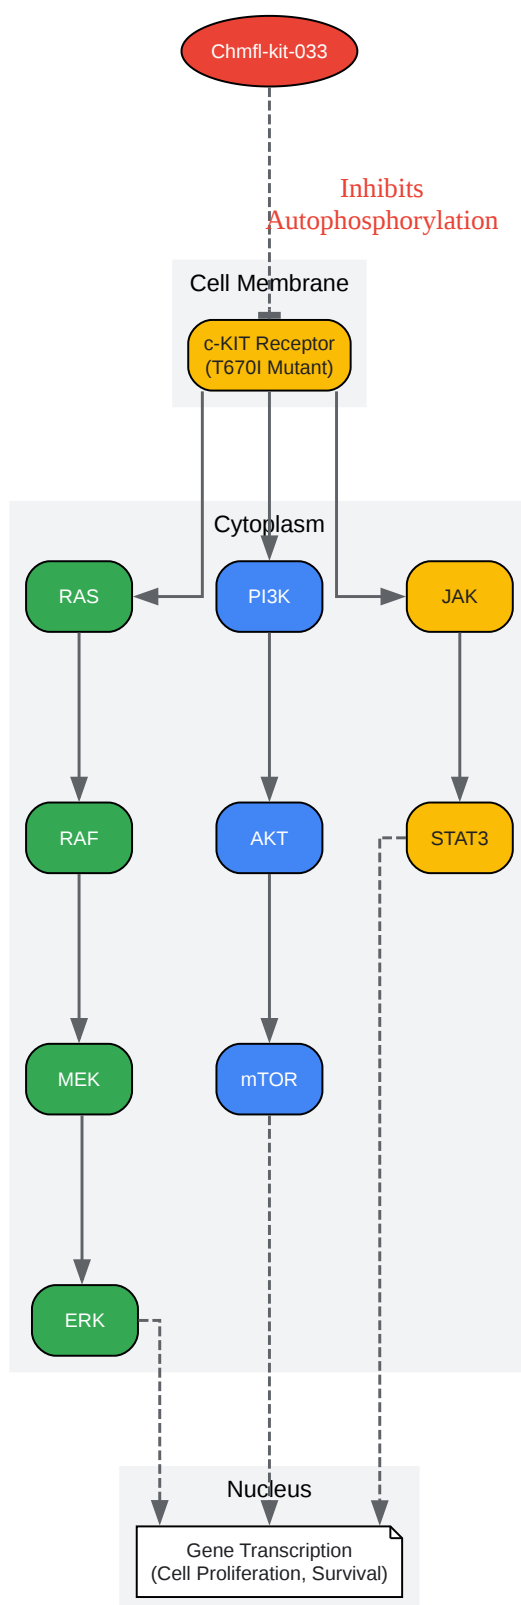 Chmfl-kit-033
Inhibits
Autophosphorylation
Cell Membrane
c-KIT Receptor
(T670I Mutant)
Cytoplasm
RAS
PI3K
JAK
RAF
AKT
STAT3
MEK
mTOR
ERK
Nucleus
Gene Transcription
(Cell Proliferation, Survival)